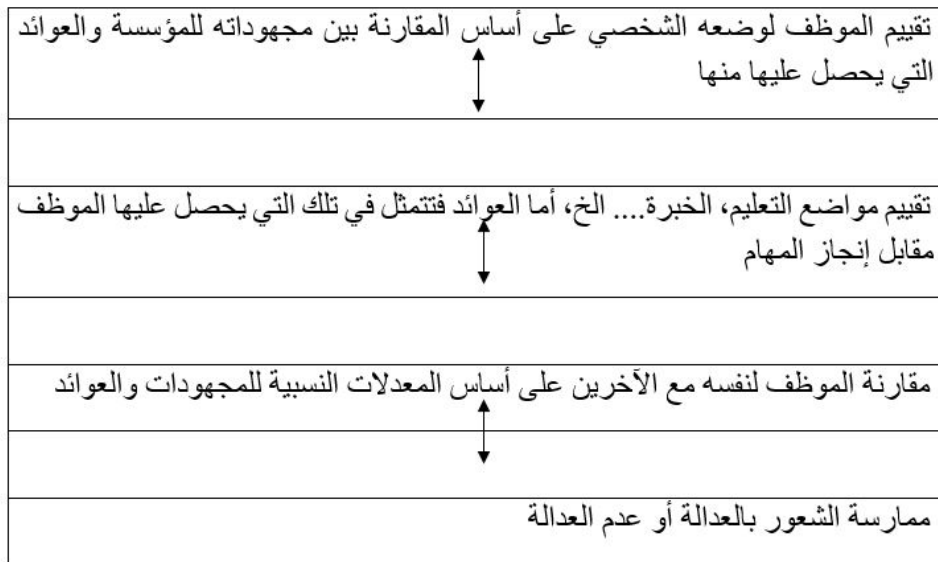 تقييم الموظف لوضعه الشخصي على أساس المقارنة بين مجهوداته للمؤسسة والعوائد
التي يحصل عليها منها
تقييم مواضع التعليم، الخبرة.... الخ، أما العوائد فتتمثل في تلك التي يحصل عليها الموظف
مقابل إنجاز المهام
مقارنة الموظف لنفسه مع الآخرين على أساس المعدلات النسبية للمجهودات والعوائد
ممارسة الشعور بالعدالة أو عدم العدالة